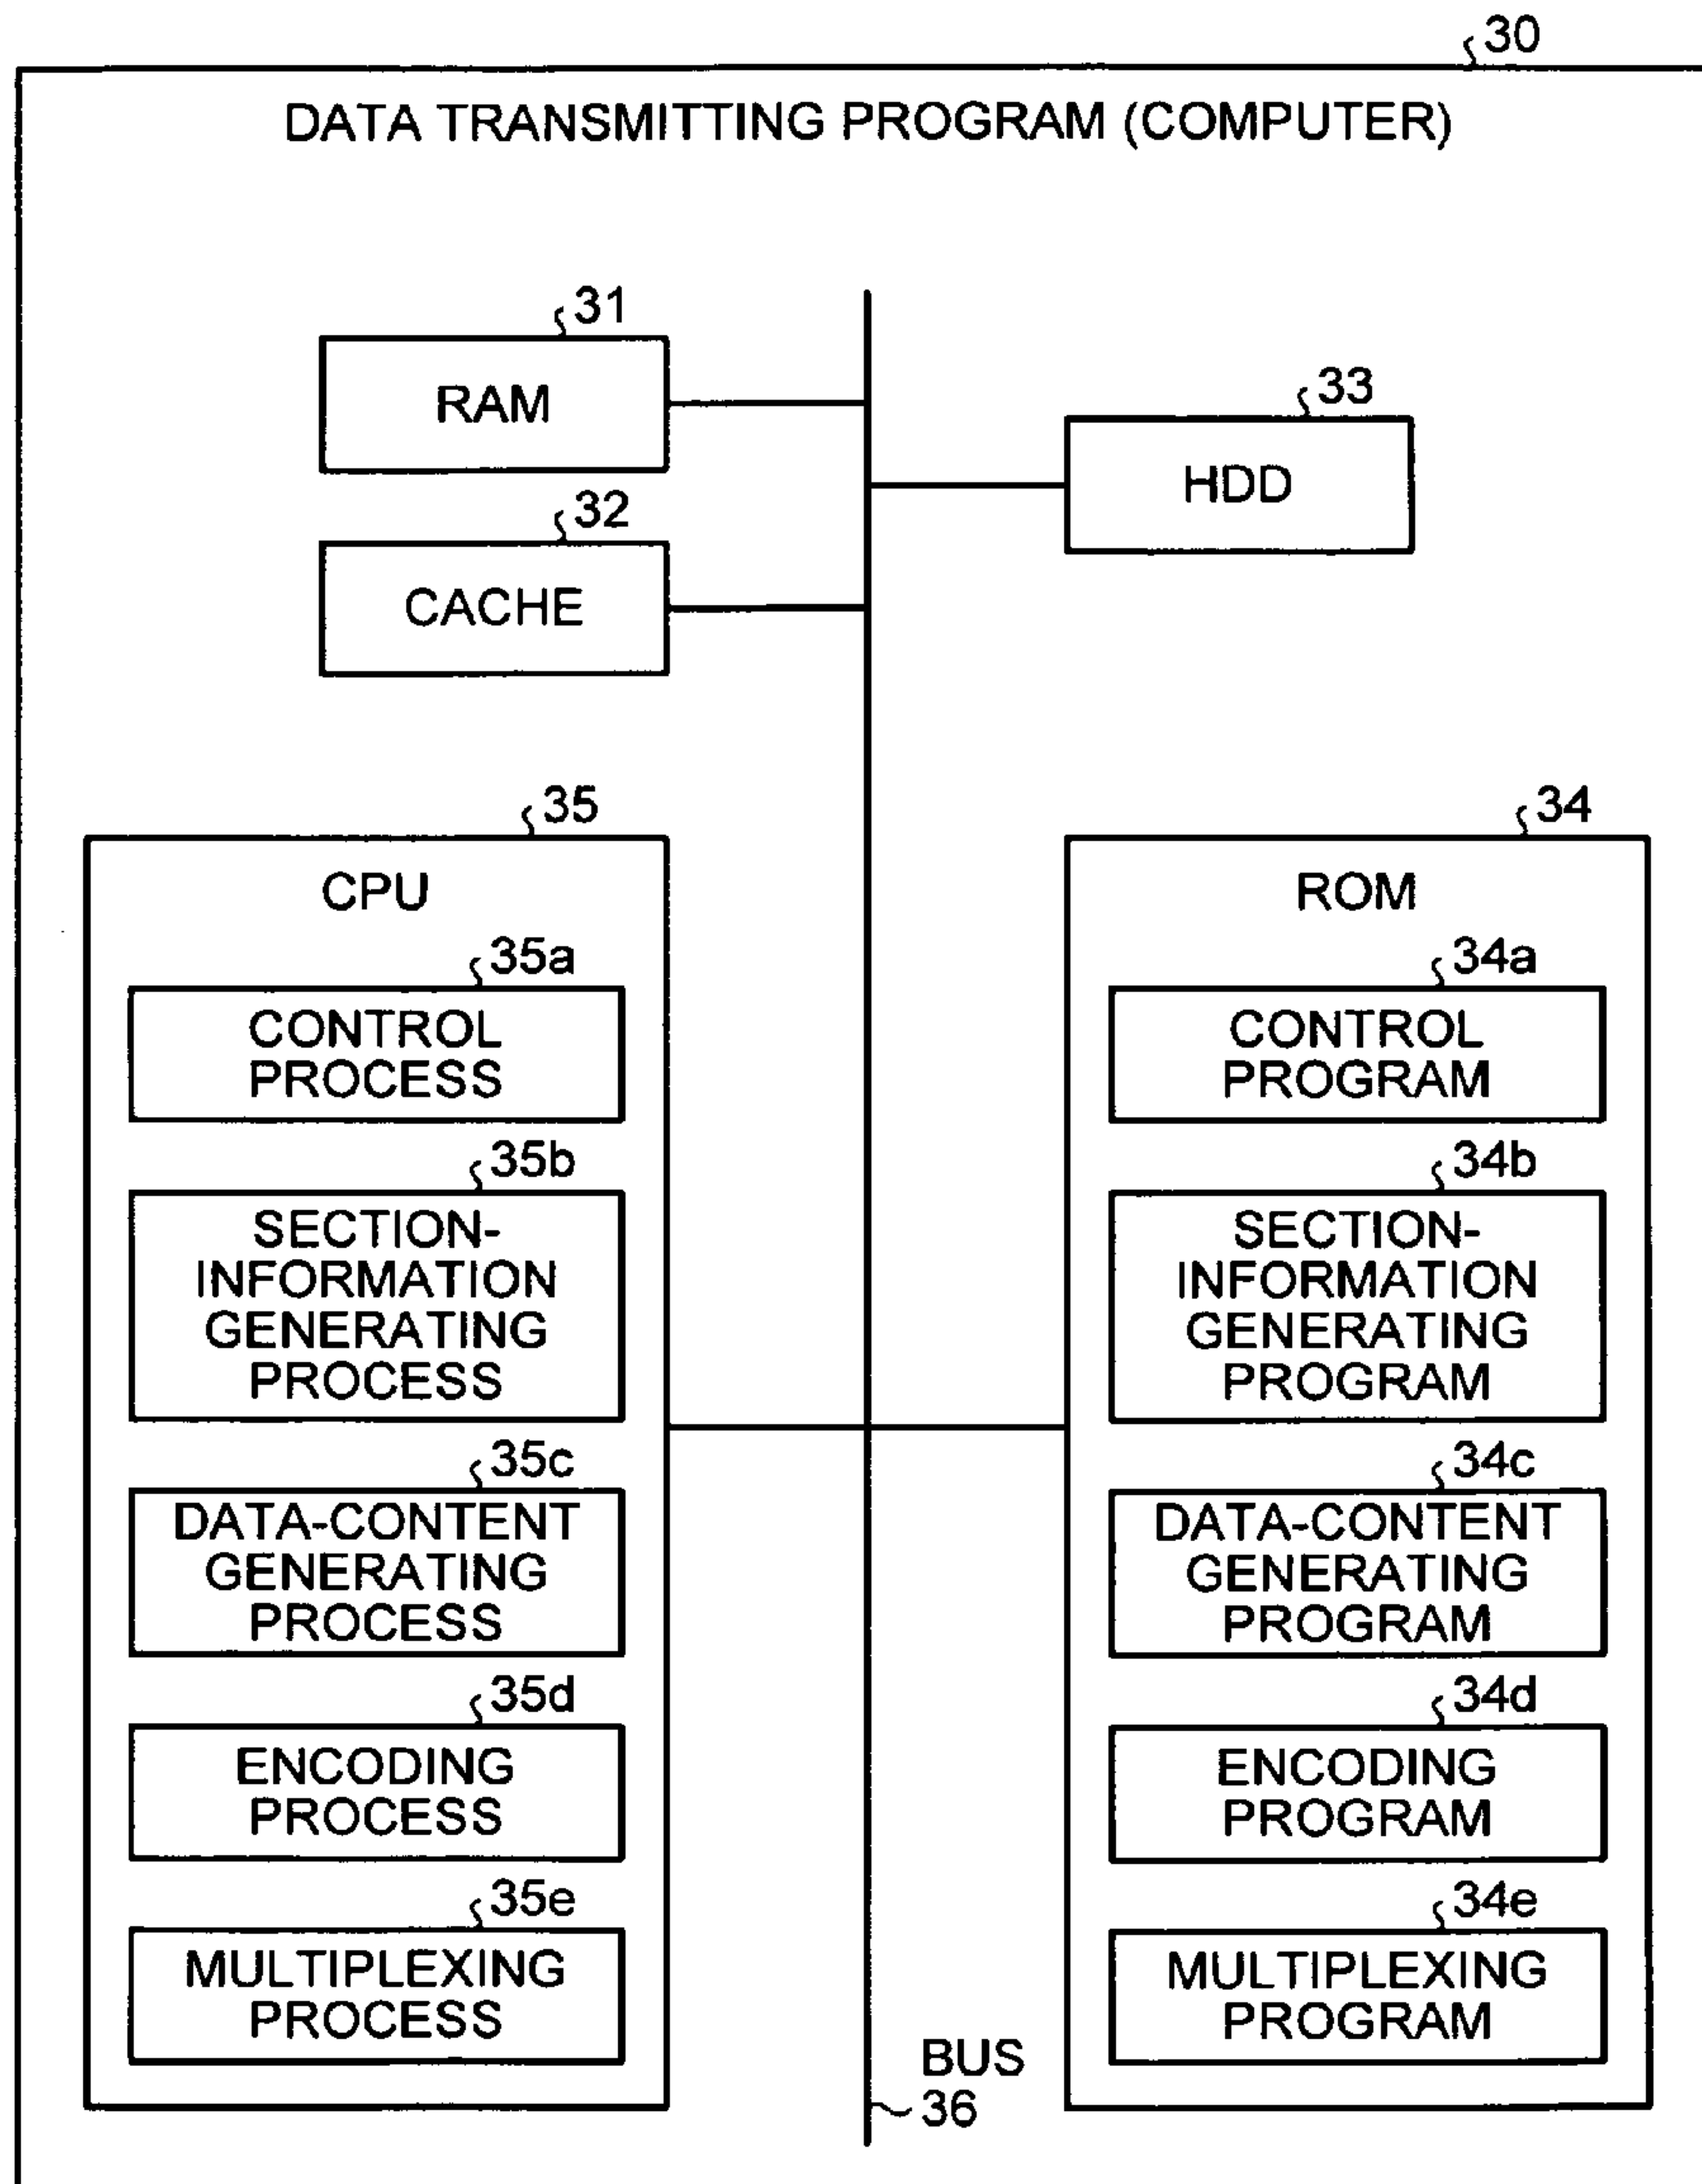 30
DATA TRANSMITTING PROGRAM (COMPUTER)
31
RAM
33
HDD
32
CACHE
35
CPU
35a
CONTROL
PROCESS
35b
SECTION-
INFORMATION
GENERATING
PROCESS
35c
DATA-CONTENT
GENERATING
PROCESS
35d
ENCODING
PROCESS
35e
MULTIPLEXING
PROCESS
34
ROM
34a
CONTROL
PROGRAM
34b
SECTION-
INFORMATION
GENERATING
PROGRAM
34c
DATA-CONTENT
GENERATING
PROGRAM
34d
ENCODING
PROGRAM
34e
MULTIPLEXING
PROGRAM
BUS
36